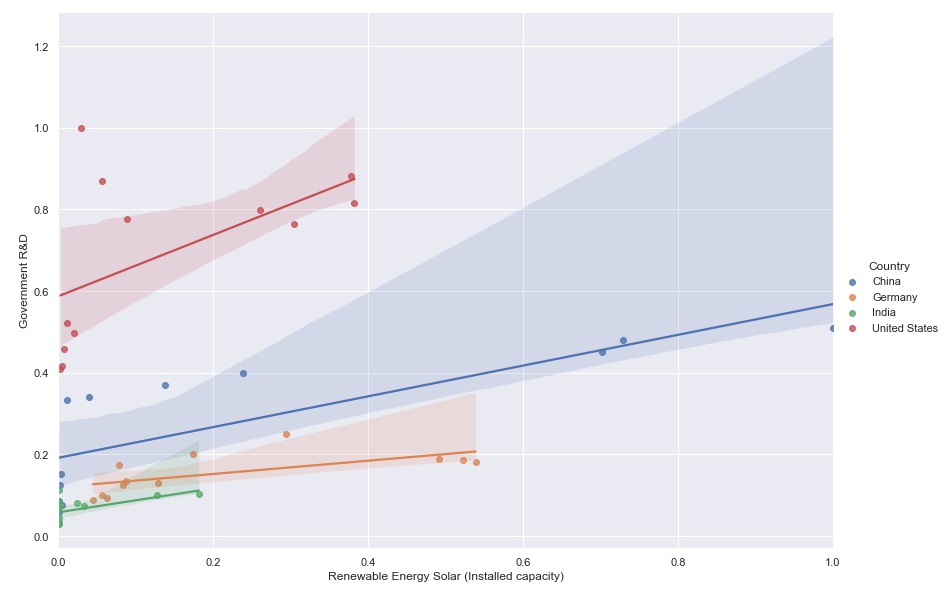 1.2
1.0
0.8
0.6
0.4
0.2
0.0
Government R&D
0.0 0.2 0.4 0.6 0.8 1.0
Renewable Energy Solar (Installed capacity)
Country
China
Germany
India
United States